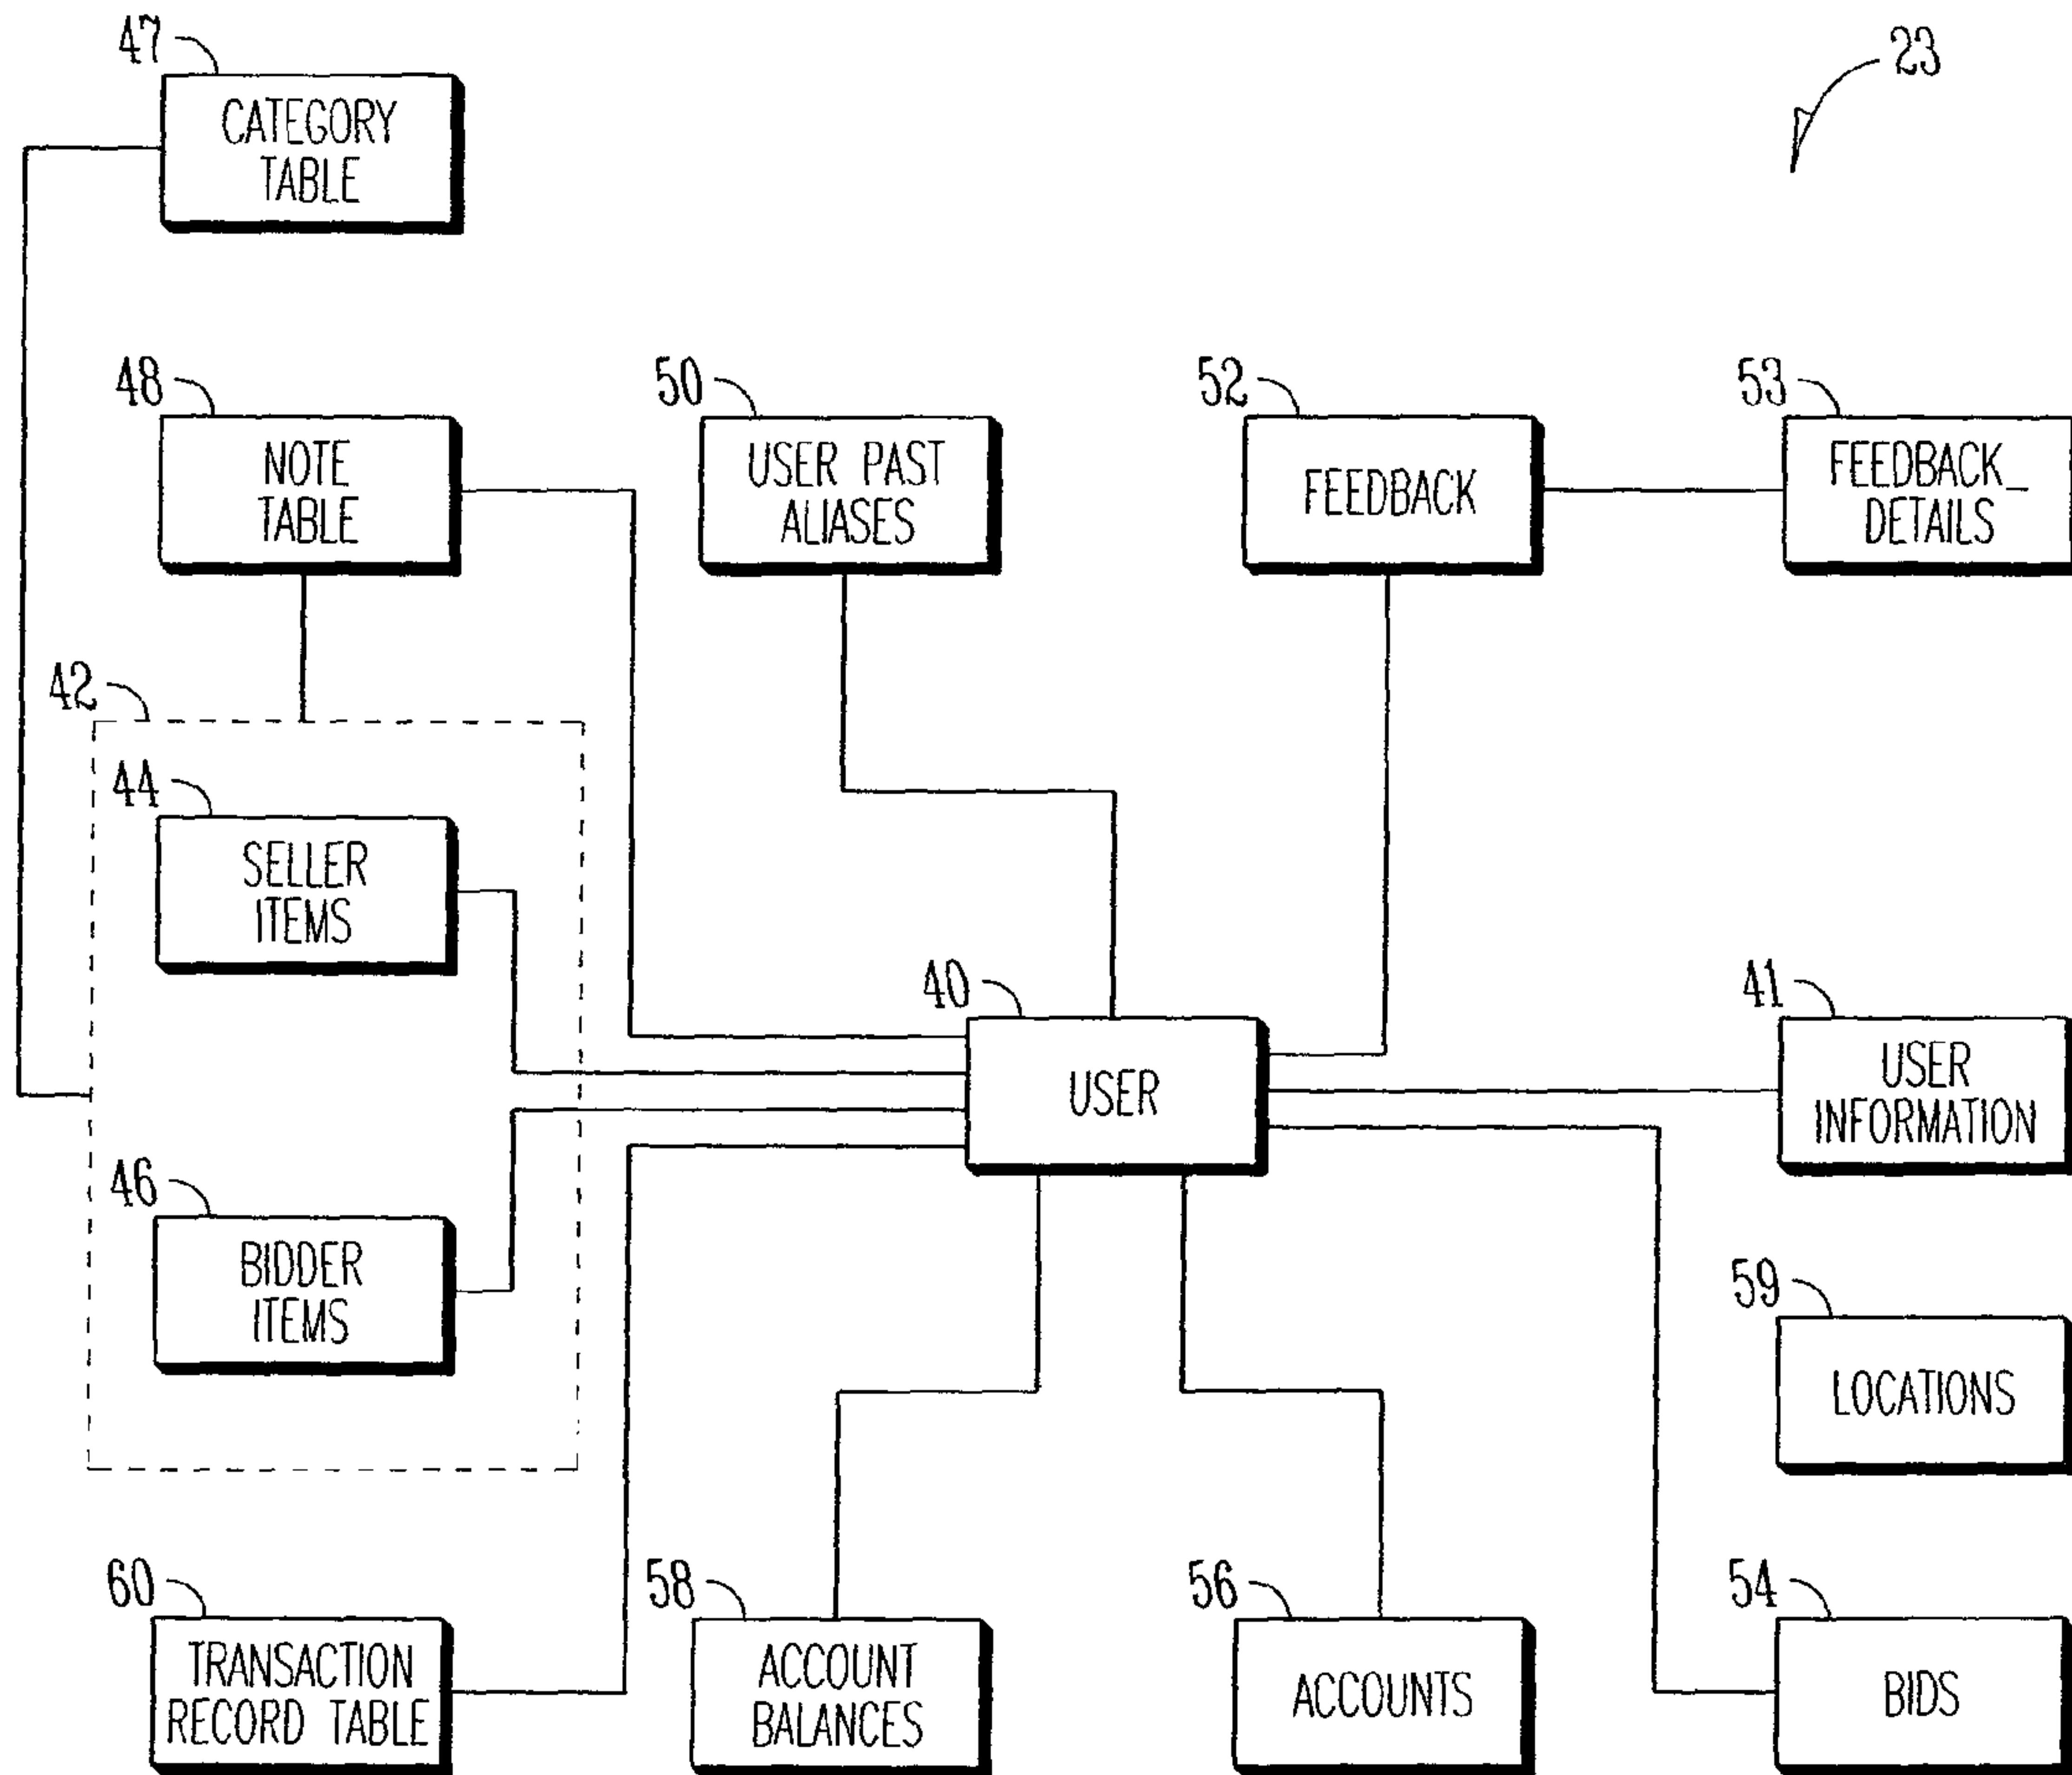 47
CATEGORY
TABLE
23
48
NOTE
TABLE
50
USER PAST
ALIASES
52
FEEDBACK
53
FEEDBACK_
DETAILS
42
44
SELLER
ITEMS
40
USER
41
USER
INFORMATION
46
BIDDER
ITEMS
59
LOCATIONS
60
TRANSACTION
RECORD TABLE
58
ACCOUNT
BALANCES
56
ACCOUNTS
54
BIDS